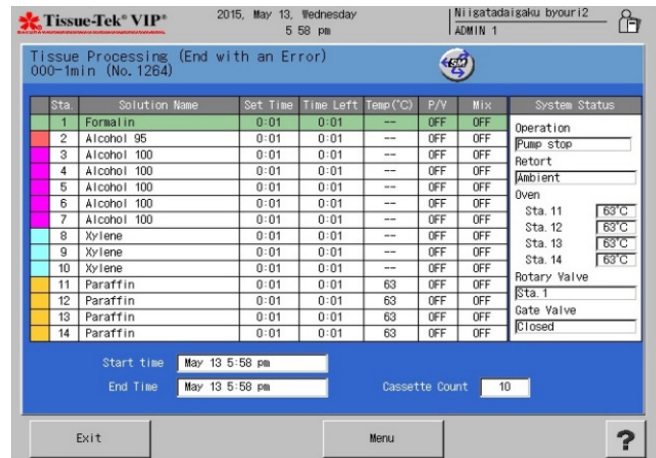 Tissue-Tek® VIP®
2015, May 13, Wednesday
5 58 pm
Niigatadaigaku byouri2
ADMIN 1
Tissue Processing (End with an Error)
000-1min (No.1264)
Sta. Solution Name Set Time Time Left Temp(°C) P/V Mix
1 Formalin 0:01 0:01 -- OFF OFF
2 Alcohol 95 0:01 0:01 -- OFF OFF
3 Alcohol 100 0:01 0:01 -- OFF OFF
4 Alcohol 100 0:01 0:01 -- OFF OFF
5 Alcohol 100 0:01 0:01 -- OFF OFF
6 Alcohol 100 0:01 0:01 -- OFF OFF
7 Alcohol 100 0:01 0:01 -- OFF OFF
8 Xylene 0:01 0:01 -- OFF OFF
9 Xylene 0:01 0:01 -- OFF OFF
10 Xylene 0:01 0:01 -- OFF OFF
11 Paraffin 0:01 0:01 63 OFF OFF
12 Paraffin 0:01 0:01 63 OFF OFF
13 Paraffin 0:01 0:01 63 OFF OFF
14 Paraffin 0:01 0:01 63 OFF OFF
System Status
Operation
Pump stop
Retort
Ambient
Oven
Sta. 11 63°C
Sta. 12 63°C
Sta. 13 63°C
Sta. 14 63°C
Rotary Valve
Sta. 1
Gate Valve
Closed
Start time May 13 5:58 pm
End Time May 13 5:58 pm
Cassette Count 10
Exit
Menu
?